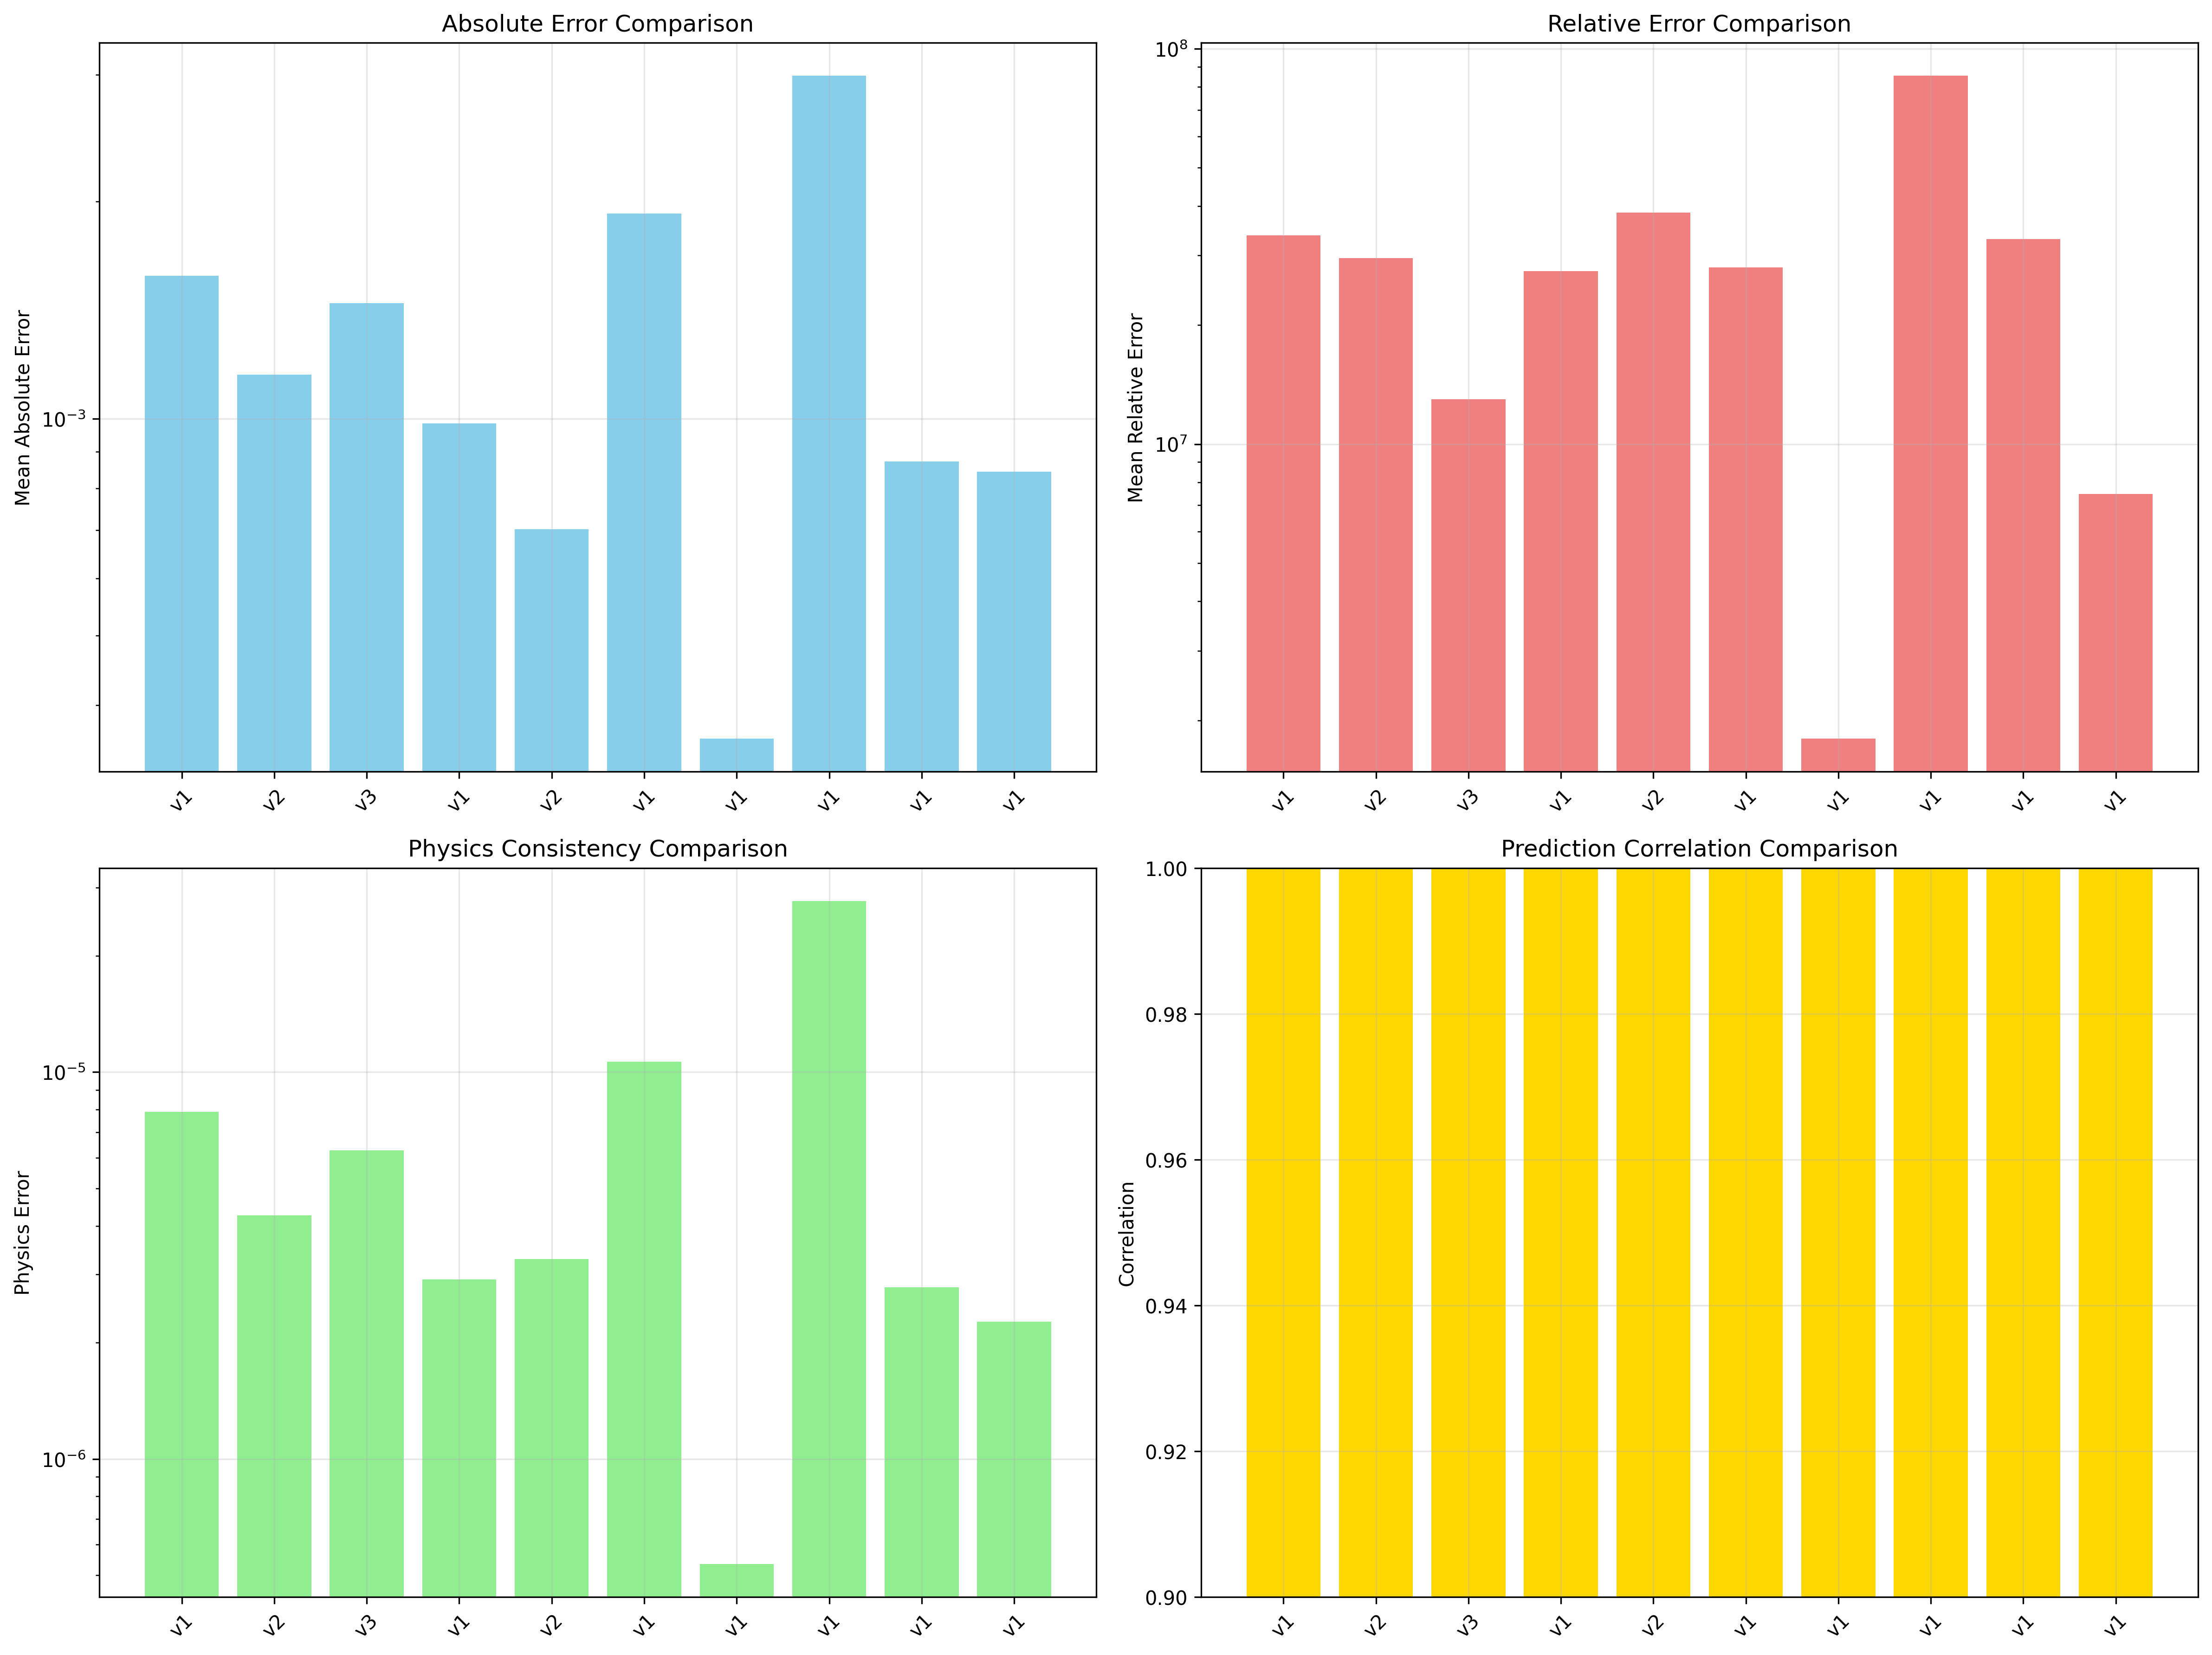 Absolute Error Comparison
Mean Absolute Error
10⁻³
v1 v2 v3 v1 v2 v1 v1 v1 v1 v1
Relative Error Comparison
Mean Relative Error
10⁸
10⁷
v1 v2 v3 v1 v2 v1 v1 v1 v1 v1
Physics Consistency Comparison
Physics Error
10⁻⁵
10⁻⁶
v1 v2 v3 v1 v2 v1 v1 v1 v1 v1
Prediction Correlation Comparison
Correlation
1.00
0.98
0.96
0.94
0.92
0.90
v1 v2 v3 v1 v2 v1 v1 v1 v1 v1